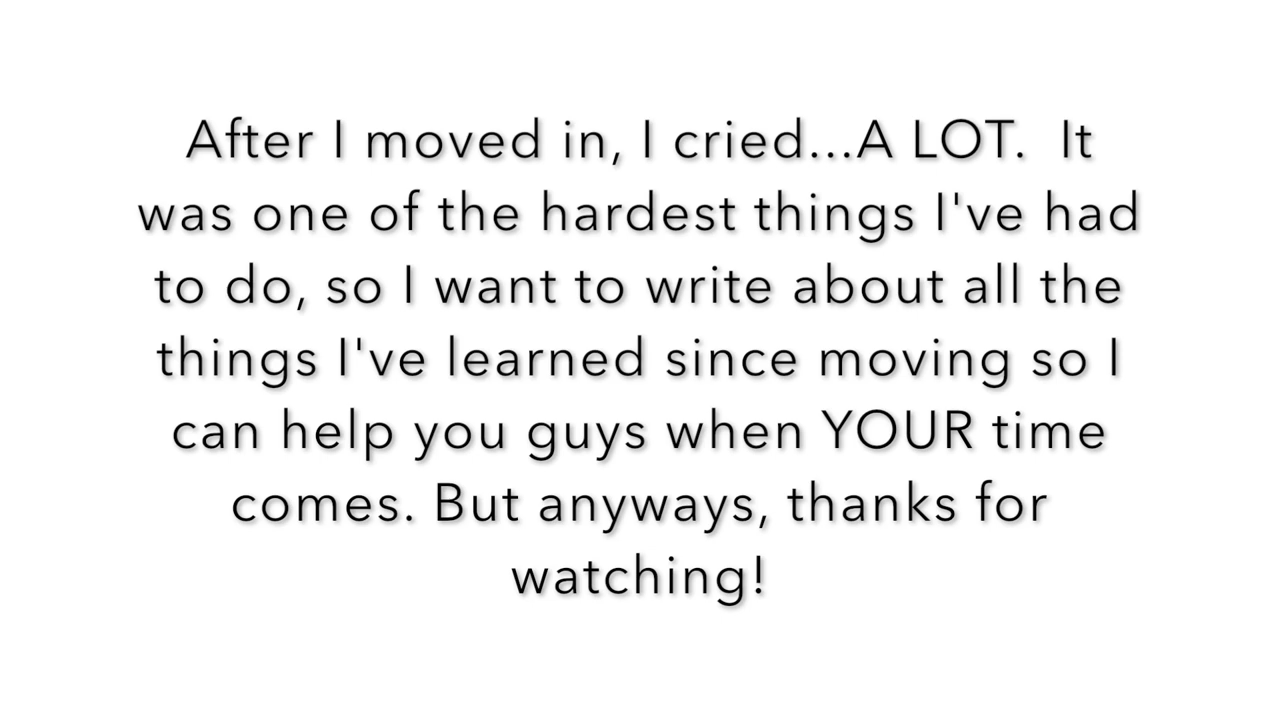 After I moved in, I cried...A LOT.  It
was one of the hardest things I've had
to do, so I want to write about all the
things I've learned since moving so I
can help you guys when YOUR time
comes. But anyways, thanks for
watching!